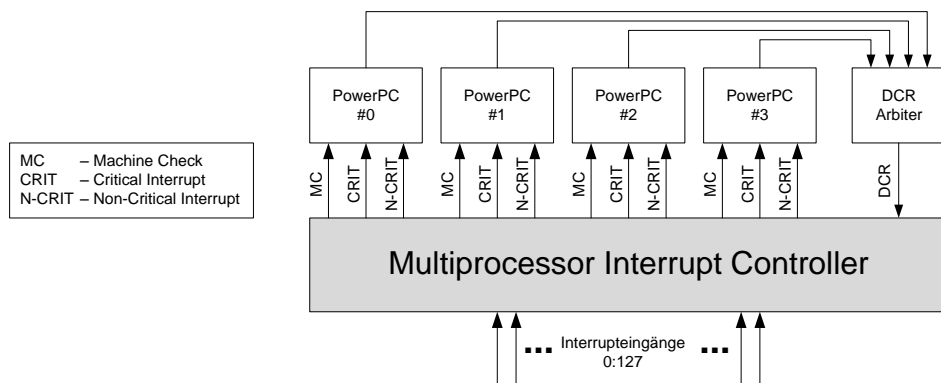 PowerPC
#0
PowerPC
#1
PowerPC
#2
PowerPC
#3
DCR
Arbiter
MC – Machine Check
CRIT – Critical Interrupt
N-CRIT – Non-Critical Interrupt
MC
CRIT
N-CRIT
MC
CRIT
N-CRIT
MC
CRIT
N-CRIT
MC
CRIT
N-CRIT
DCR
Multiprocessor Interrupt Controller
... Interrupteingänge ...
0:127